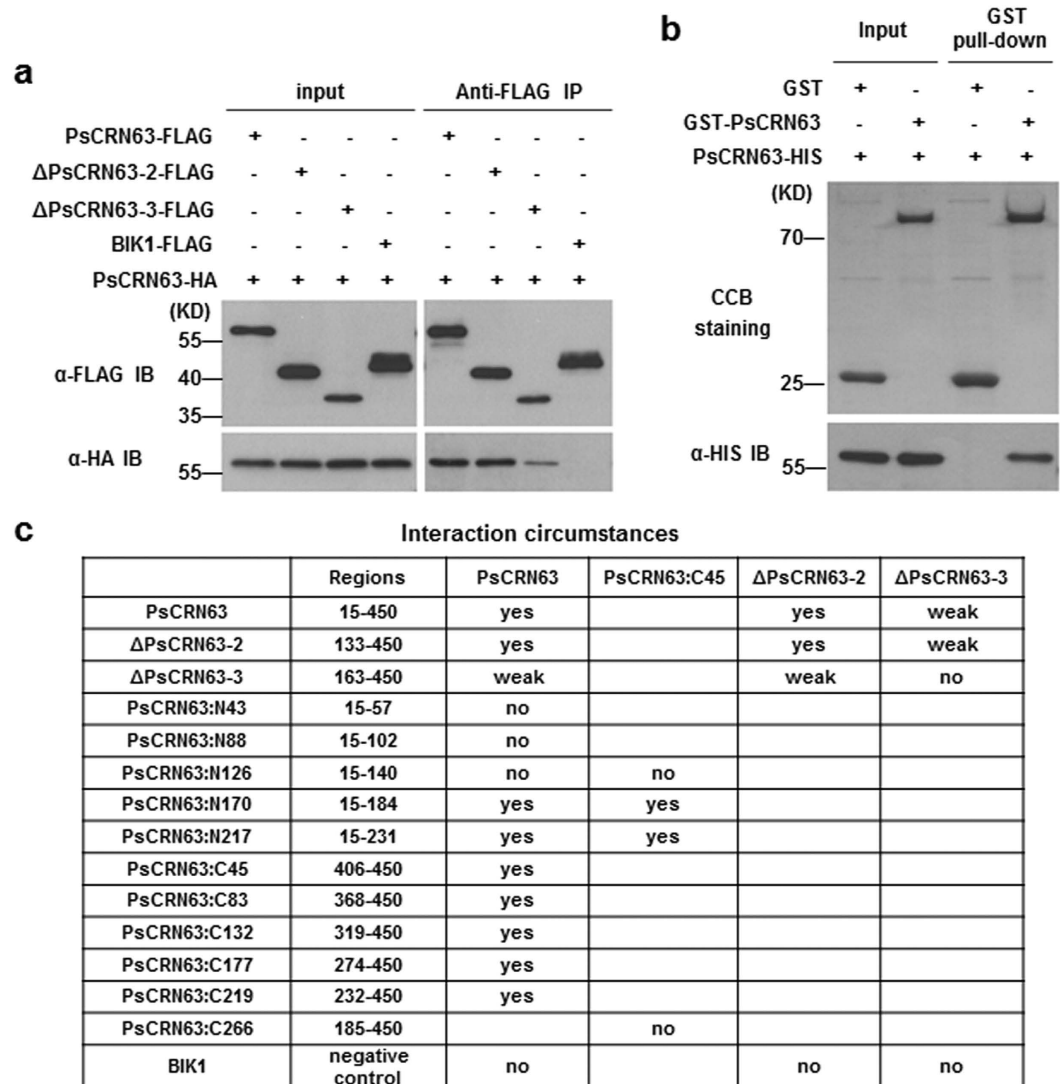 a
input Anti-FLAG IP
PsCRN63-FLAG + - - - + - - -
ΔPsCRN63-2-FLAG - + - - - + - -
ΔPsCRN63-3-FLAG - - + - - - + -
BIK1-FLAG - - - + - - - +
PsCRN63-HA + + + + + + + +
(KD)
55
α-FLAG IB 40
35
α-HA IB 55
b
Input GST pull-down
GST + - + -
GST-PsCRN63 - + - +
PsCRN63-HIS + + + +
(KD)
70
CCB
staining
25
α-HIS IB 55
c
Interaction circumstances
Regions PsCRN63 PsCRN63:C45 ΔPsCRN63-2 ΔPsCRN63-3
PsCRN63 15-450 yes yes weak
ΔPsCRN63-2 133-450 yes yes weak
ΔPsCRN63-3 163-450 weak weak no
PsCRN63:N43 15-57 no
PsCRN63:N88 15-102 no
PsCRN63:N126 15-140 no no
PsCRN63:N170 15-184 yes yes
PsCRN63:N217 15-231 yes yes
PsCRN63:C45 406-450 yes
PsCRN63:C83 368-450 yes
PsCRN63:C132 319-450 yes
PsCRN63:C177 274-450 yes
PsCRN63:C219 232-450 yes
PsCRN63:C266 185-450 no
BIK1 negative control no no no